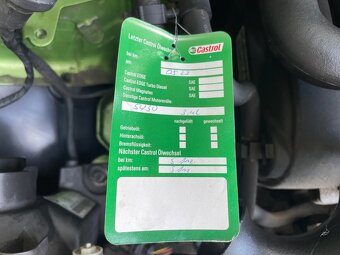 Letzter Castrol Ölwechsel
Castrol
bei km:
am:
Castrol EDGE SAE
Castrol EDGE Turbo Diesel SAE
Castrol Magnatec SAE
Sonstige Castrol Motorenöle:
5W30
nachgefüllt gewechselt
Getriebeöl:
Hinterachsöl:
Bremsflüssigkeit:
Nächster Castrol Ölwechsel
bei km:
spätestens am: